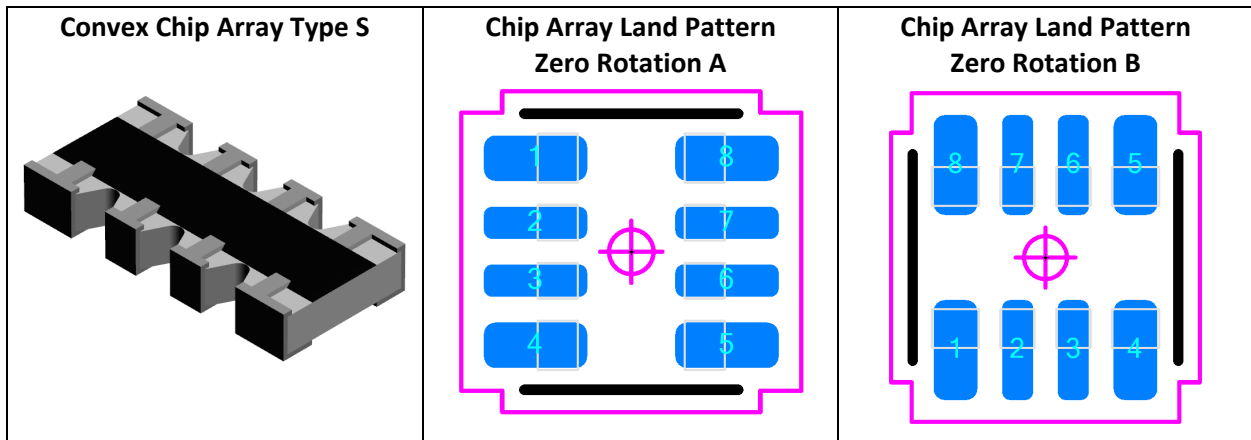 Convex Chip Array Type S
Chip Array Land Pattern
Zero Rotation A
1
8
2
7
3
6
4
5
Chip Array Land Pattern
Zero Rotation B
8 7 6 5
1 2 3 4